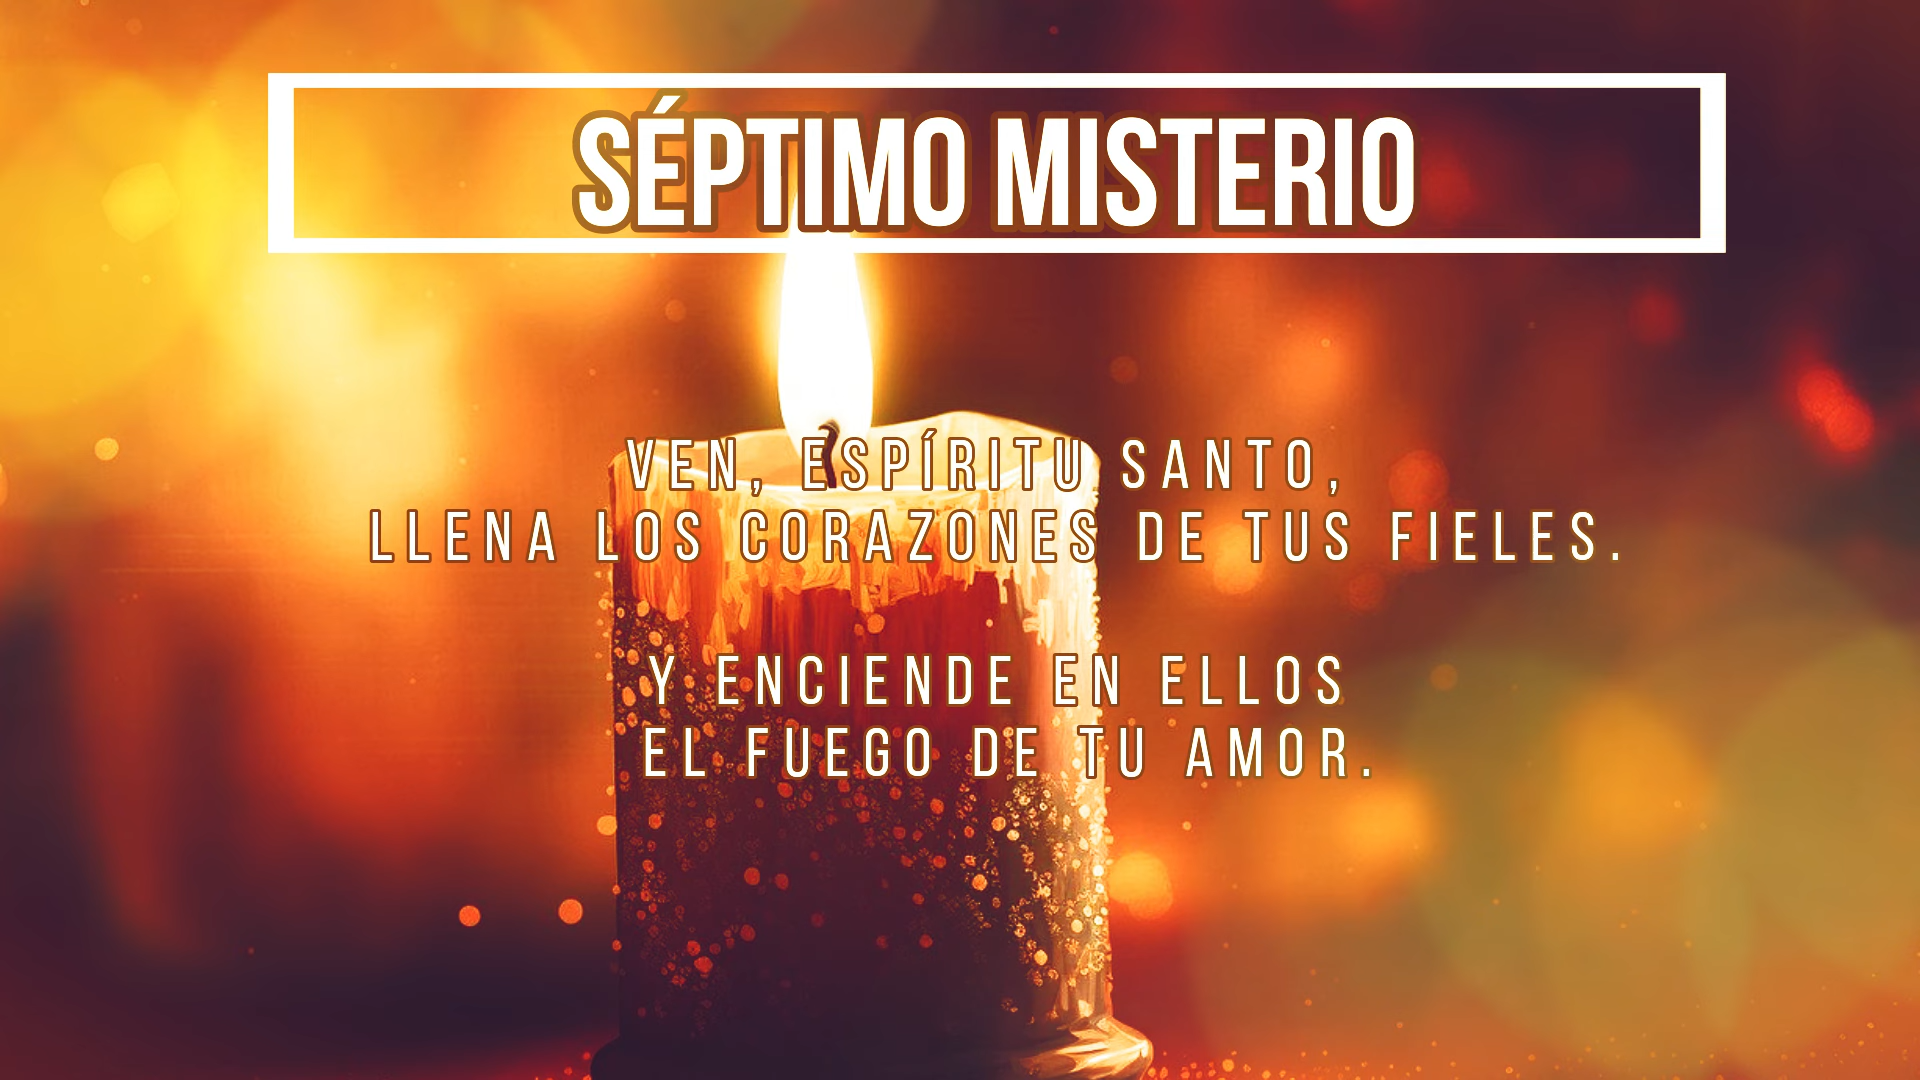 SÉPTIMO MISTERIO
VEN, ESPÍRITU SANTO,
LLENA LOS CORAZONES DE TUS FIELES.
Y ENCIENDE EN ELLOS
EL FUEGO DE TU AMOR.